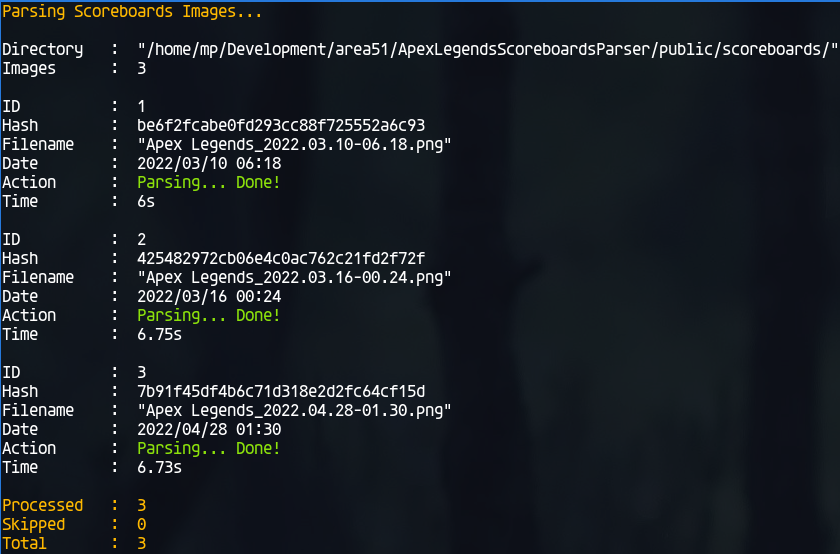 Parsing Scoreboards Images...
Directory : "/home/mp/Development/area51/ApexLegendsScoreboardsParser/public/scoreboards/"
Images : 3
ID : 1
Hash : be6f2fcabe0fd293cc88f725552a6c93
Filename : "Apex Legends_2022.03.10-06.18.png"
Date : 2022/03/10 06:18
Action : Parsing... Done!
Time : 6s
ID : 2
Hash : 425482972cb06e4c0ac762c21fd2f72f
Filename : "Apex Legends_2022.03.16-00.24.png"
Date : 2022/03/16 00:24
Action : Parsing... Done!
Time : 6.75s
ID : 3
Hash : 7b91f45df4b6c71d318e2d2fc64cf15d
Filename : "Apex Legends_2022.04.28-01.30.png"
Date : 2022/04/28 01:30
Action : Parsing... Done!
Time : 6.73s
Processed : 3
Skipped : 0
Total : 3